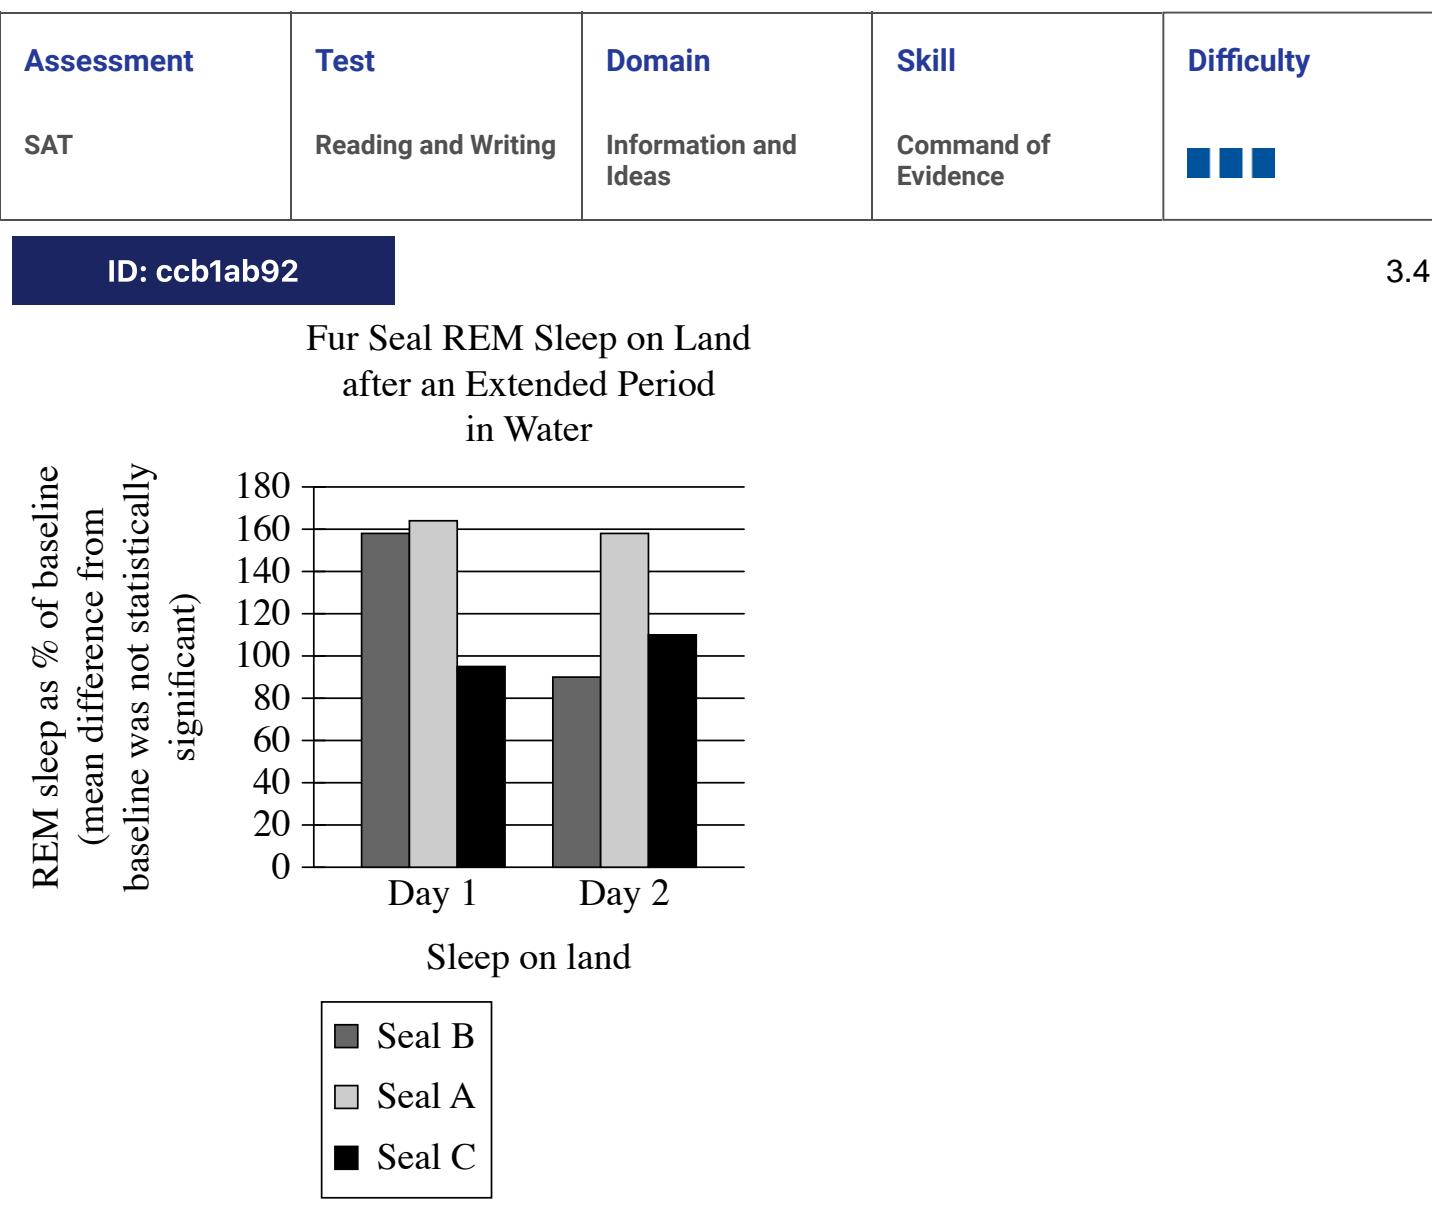 Assessment
Test
Domain
Skill
Difficulty
SAT
Reading and Writing
Information and
Ideas
Command of
Evidence
ID: ccb1ab92
3.4
Fur Seal REM Sleep on Land
after an Extended Period
in Water
REM sleep as % of baseline
(mean difference from
baseline was not statistically
significant)
180
160
140
120
100
80
60
40
20
0
Day 1
Day 2
Sleep on land
Seal B
Seal A
Seal C